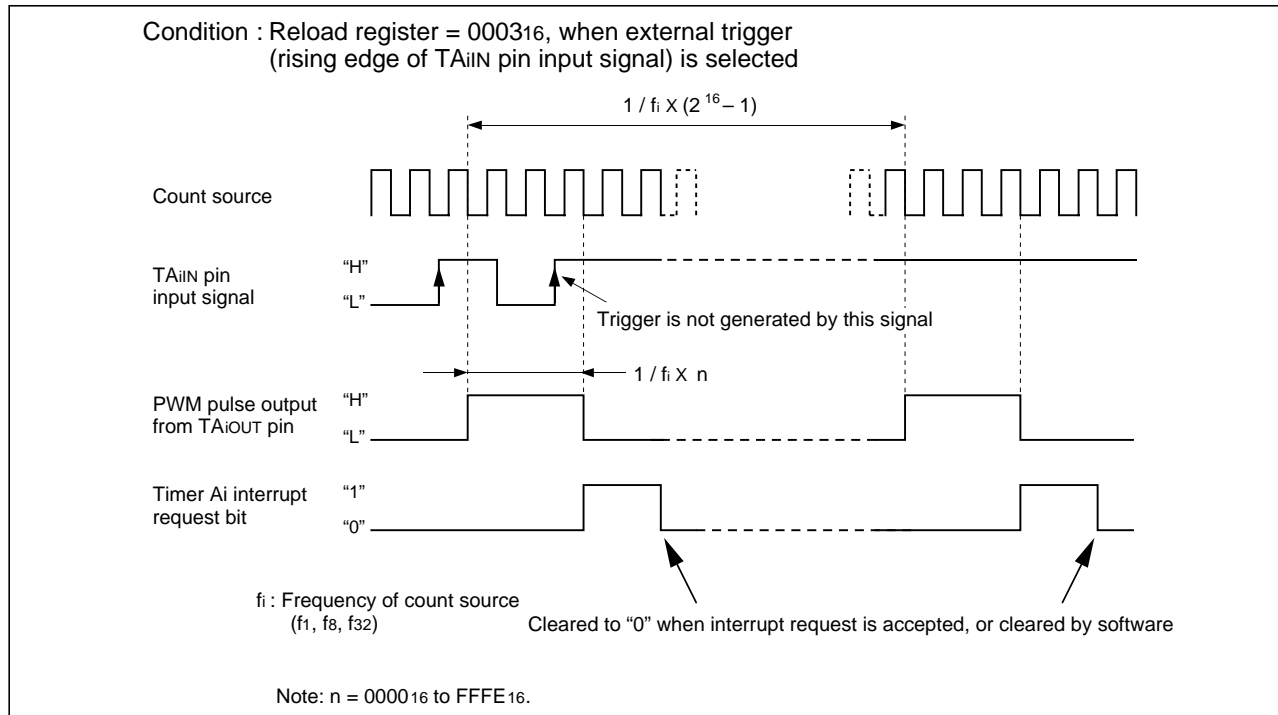 Condition : Reload register = 000316, when external trigger
(rising edge of TAiIN pin input signal) is selected
1 / fi X (2 16 – 1)
Count source
TAiIN pin
input signal
“H”
“L”
Trigger is not generated by this signal
1 / fi X n
PWM pulse output
from TAiOUT pin
“H”
“L”
Timer Ai interrupt
request bit
“1”
“0”
fi : Frequency of count source
(f1, f8, f32)
Cleared to “0” when interrupt request is accepted, or cleared by software
Note: n = 000016 to FFFE16.